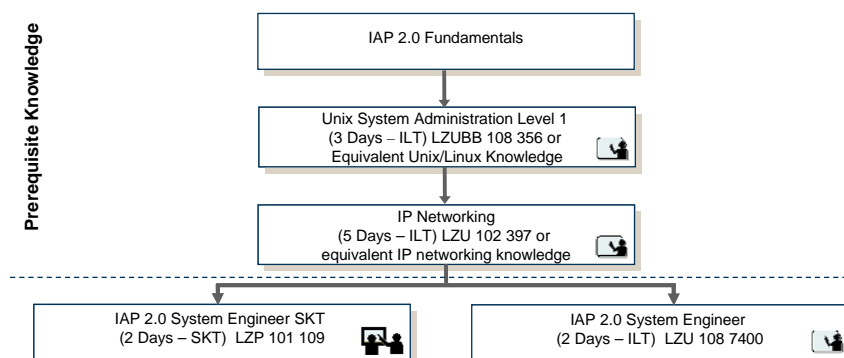 Prerequisite Knowledge
IAP 2.0 Fundamentals
Unix System Administration Level 1
(3 Days – ILT) LZUBB 108 356 or
Equivalent Unix/Linux Knowledge
IP Networking
(5 Days – ILT) LZU 102 397 or
equivalent IP networking knowledge
IAP 2.0 System Engineer SKT
(2 Days – SKT) LZP 101 109
IAP 2.0 System Engineer
(2 Days – ILT) LZU 108 7400